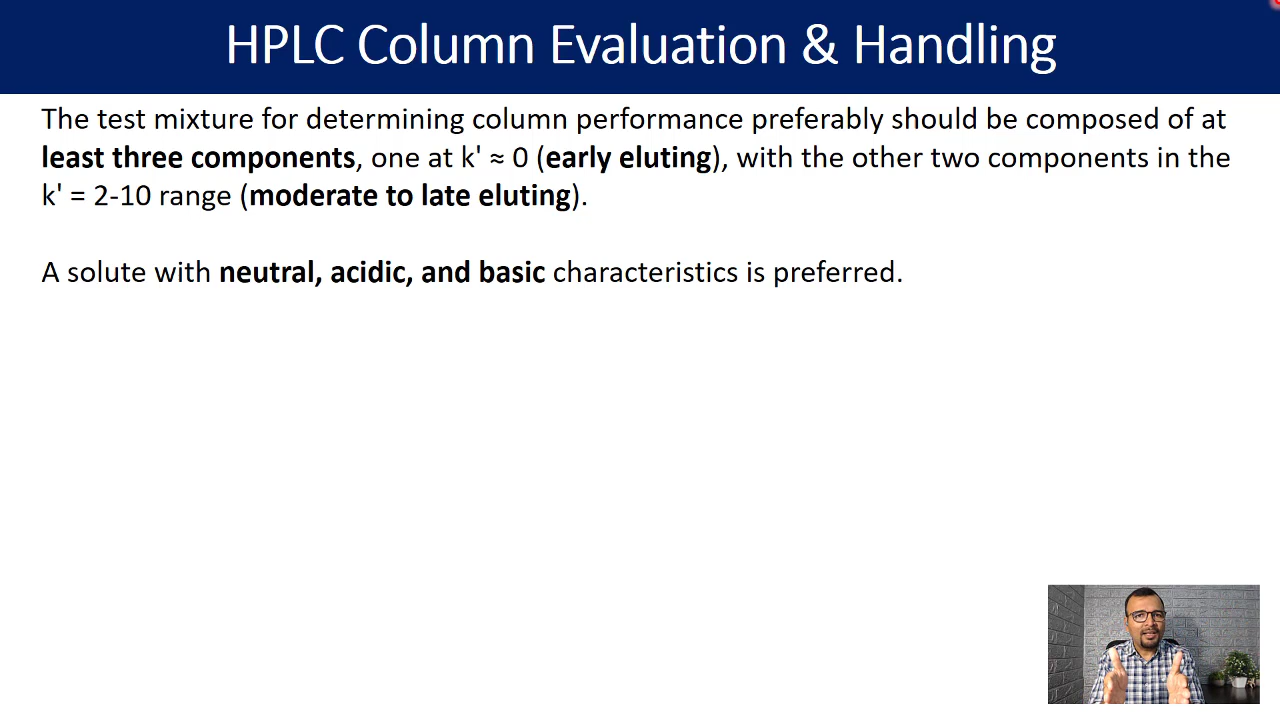 HPLC Column Evaluation & Handling
The test mixture for determining column performance preferably should be composed of at
least three components, one at k' ≈ 0 (early eluting), with the other two components in the
k' = 2-10 range (moderate to late eluting).
A solute with neutral, acidic, and basic characteristics is preferred.